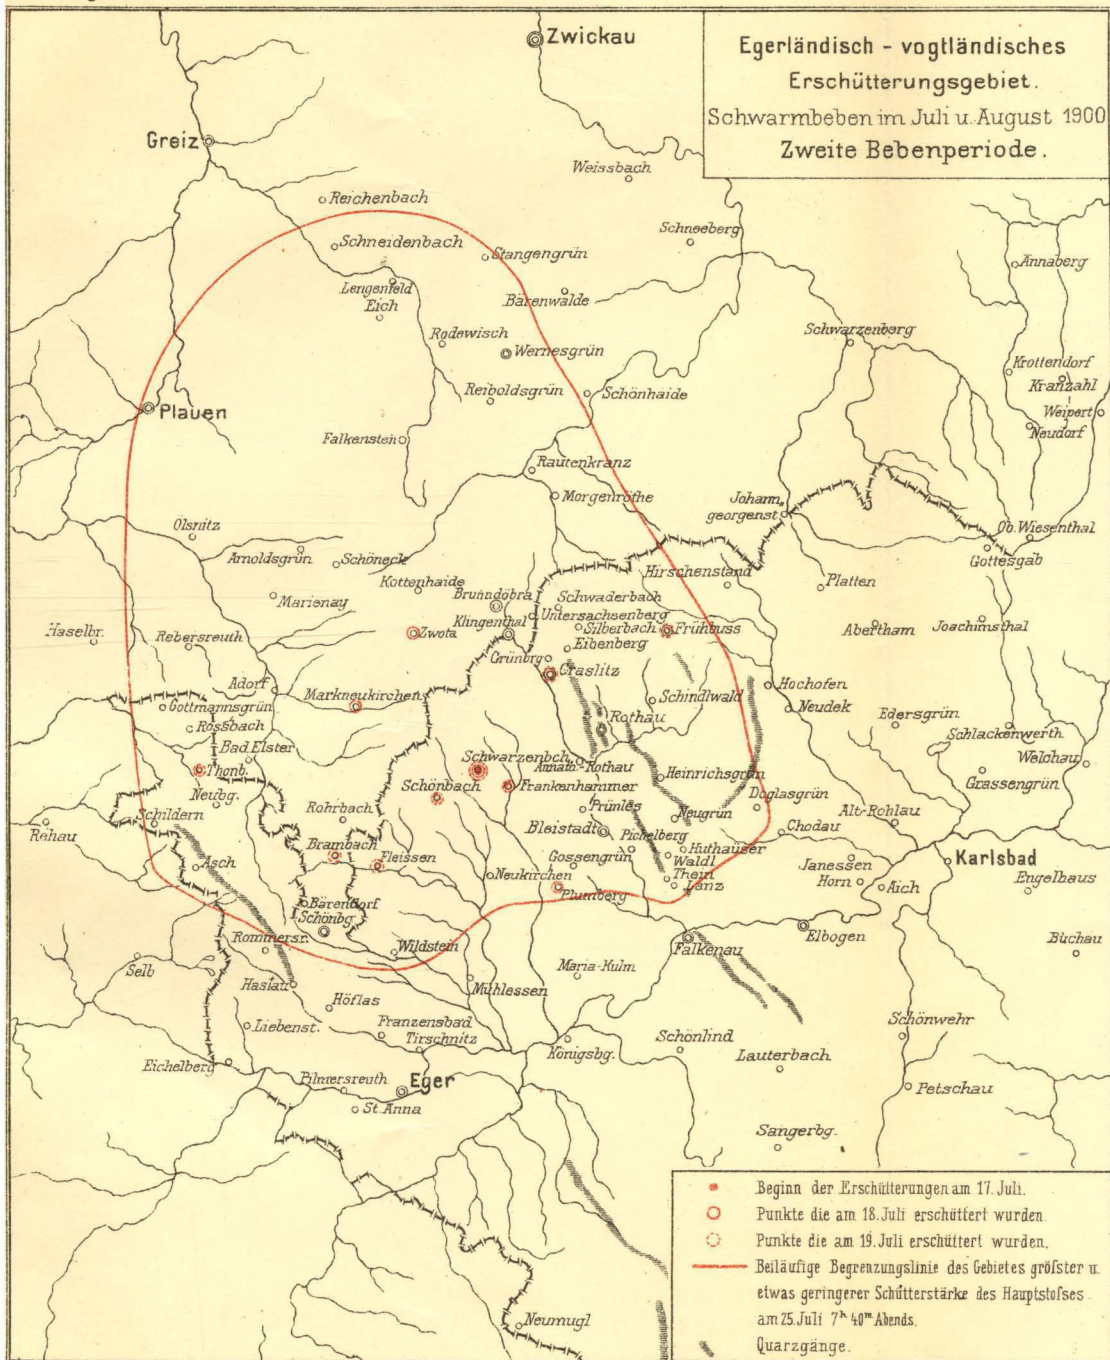 Zwickau
Egerländisch - vogtländisches
Erschütterungsgebiet.
Schwarmbeben im Juli u. August 1900
Zweite Bebenperiode.
Greiz
Weissbach
Reichenbach
Schneidenbach
Schneeberg
Stangengrün
Annaberg
Lengenfeld
Eich
Bärenwalde
Rodewisch
Wernesgrün
Schwarzenberg
Krottendorf
Kranzahl
Reiboldsgrün
Schönhaide
Plauen
Weipert
Neudorf
Falkenstein
Rautenkranz
Morgenröthe
Johann
georgenst.
Olsnitz
Ob. Wiesenthal
Arnoldsgrün
Schöneck
Gottesgab
Kottenhaide
Hirschenstand
Platten
Marienay
Brunndöbra
Schwaderbach
Klingenthal
Untersachsenberg
Haselbr.
Rebersreuth
Zwota
Silberbach
Frühbuss
Abertham
Joachimsthal
Eibenberg
Grünbrg
Graslitz
Adorf
Markneukirchen
Schindlwald
Hochofen
Gottmannsgrün
Neudek
Rossbach
Rothau
Edersgrün
Schlackenwerth
Bad Elster
Welchau
Thonb.
Schwarzenbch.
Annath.-Rothau
Heinrichsgrün
Grassengrün
Neubg.
Schönbach
Frankenhammer
Doglasgrün
Rohrbach
Prünles
Neugrün
Alt-Rohlau
Schildern
Rehau
Bleistadt
Pichelberg
Chodau
Brambach
Huthäuser
Fleissen
Gossengrün
Waldl
Janessen
Karlsbad
Asch
Neukirchen
Thein
Horn
Aich
Plumberg
Lanz
Engelhaus
Bärendorf
Schönbg.
Elbogen
Rommersr.
Wildstein
Falkenau
Buchau
Selb
Maria-Kulm
Haslau
Mühlessen
Höflas
Liebenst.
Franzensbad
Tirschnitz
Schönwehr
Königsbg.
Schönlind
Eichelberg
Lauterbach
Pilmersreuth
Eger
Petschau
St. Anna
Sangerbg.
Beginn der Erschütterungen am 17. Juli.
Punkte die am 18. Juli erschüttert wurden.
Punkte die am 19. Juli erschüttert wurden.
Beiläufige Begrenzungslinie des Gebietes größter u.
etwas geringerer Schütterstärke des Hauptstoßes
am 25. Juli 7ʰ 40ᵐ Abends.
Quarzgänge.
Neumugl